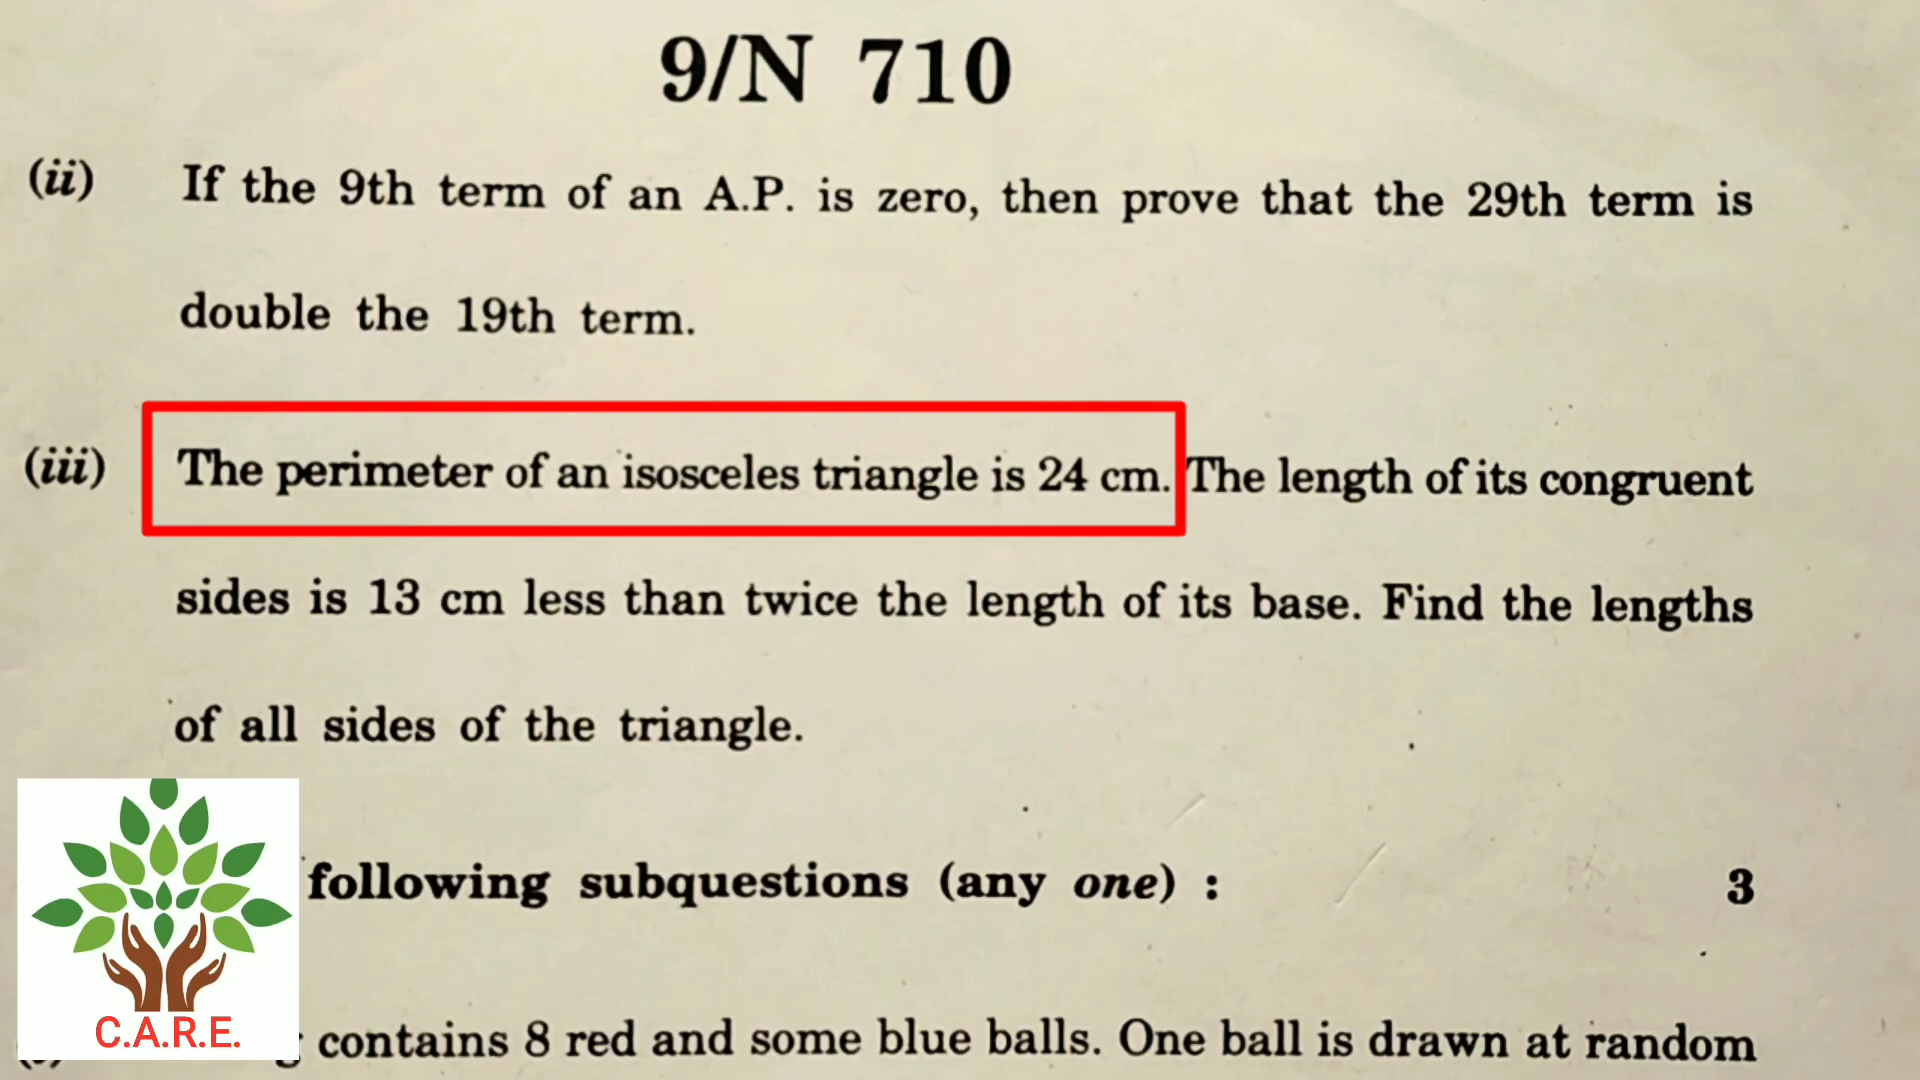 9/N 710
(ii) If the 9th term of an A.P. is zero, then prove that the 29th term is
double the 19th term.
(iii) The perimeter of an isosceles triangle is 24 cm. The length of its congruent
sides is 13 cm less than twice the length of its base. Find the lengths
of all sides of the triangle.
following subquestions (any one) : 3
contains 8 red and some blue balls. One ball is drawn at random
C.A.R.E.